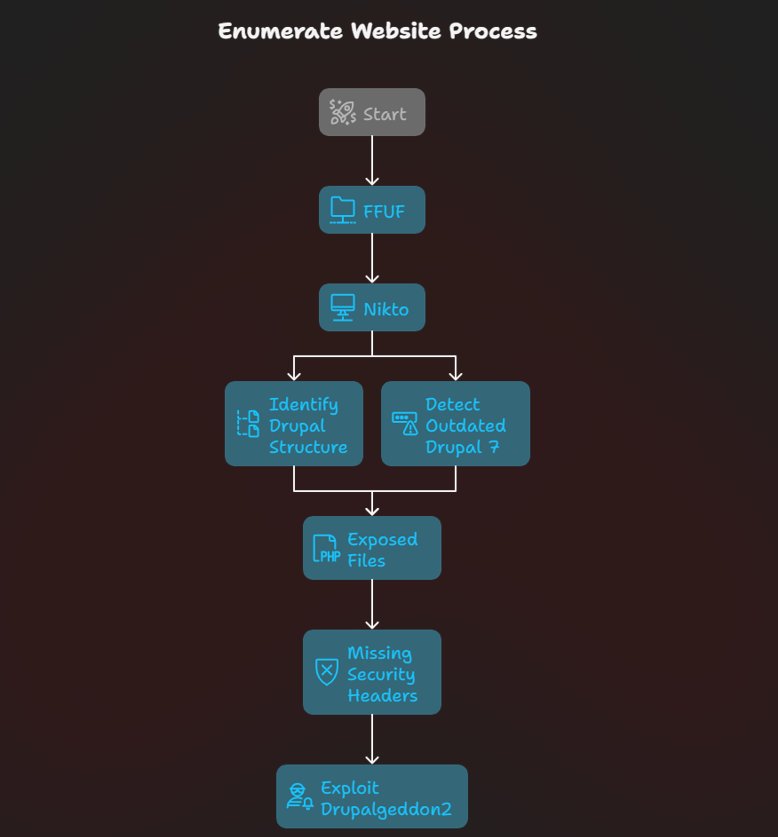 Enumerate Website Process
Start
FFUF
Nikto
Identify
Drupal
Structure
Detect
Outdated
Drupal 7
PHP
Exposed
Files
Missing
Security
Headers
Exploit
Drupalgeddon2